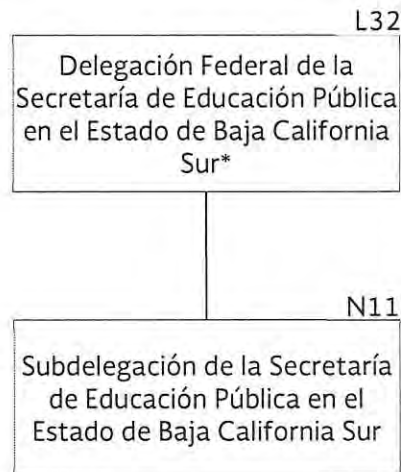 L32
Delegación Federal de la
Secretaría de Educación Pública
en el Estado de Baja California
Sur*
N11
Subdelegación de la Secretaría
de Educación Pública en el
Estado de Baja California Sur